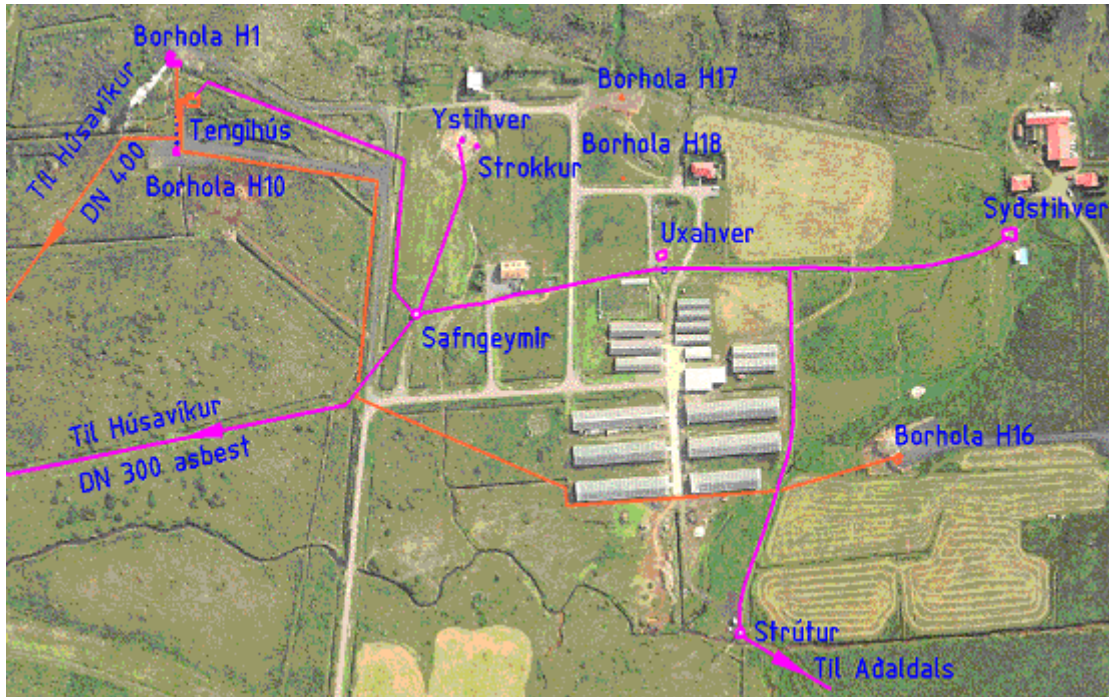 Borhola H1
Til Húsavíkur
DN 400
Tengihús
Borhola H10
Ystihver
Strokkur
Borhola H17
Borhola H18
Uxahver
Syðstihver
Safngeymir
Til Húsavíkur
DN 300 asbest
Borhola H16
Strútur
Til Aðaldals